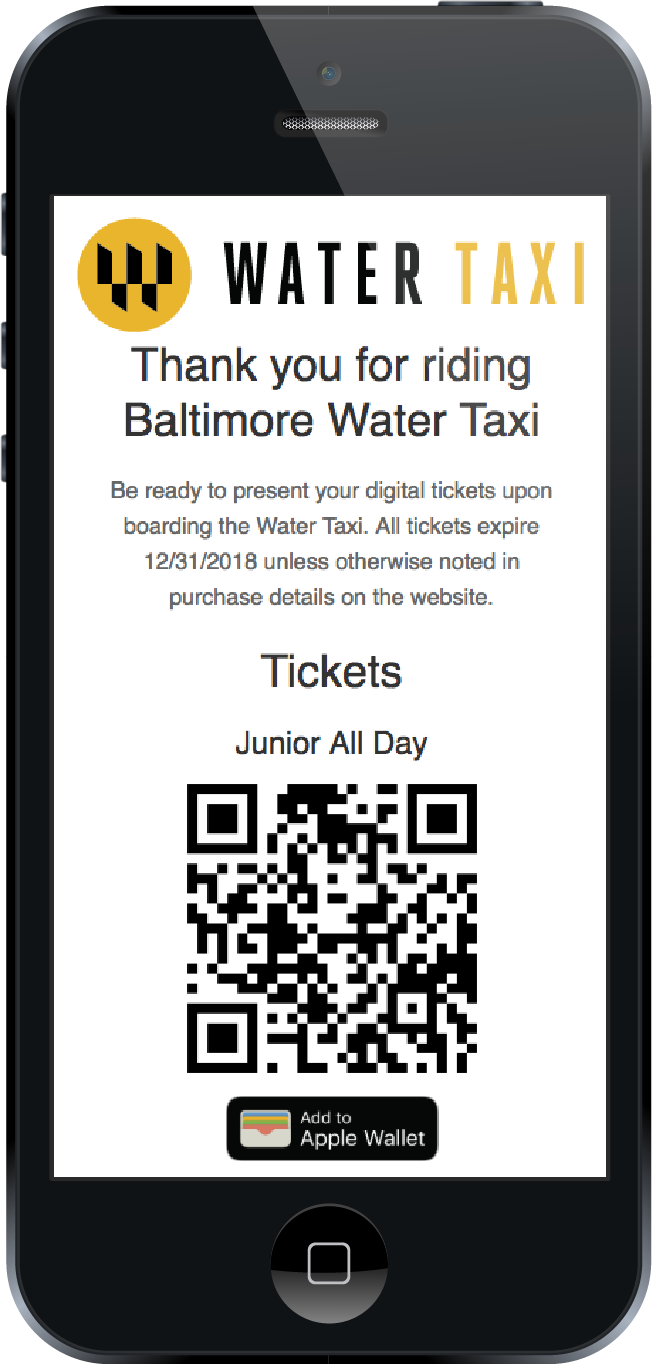 WATER TAXI
Thank you for riding
Baltimore Water Taxi
Be ready to present your digital tickets upon
boarding the Water Taxi. All tickets expire
12/31/2018 unless otherwise noted in
purchase details on the website.
Tickets
Junior All Day
Add to
Apple Wallet